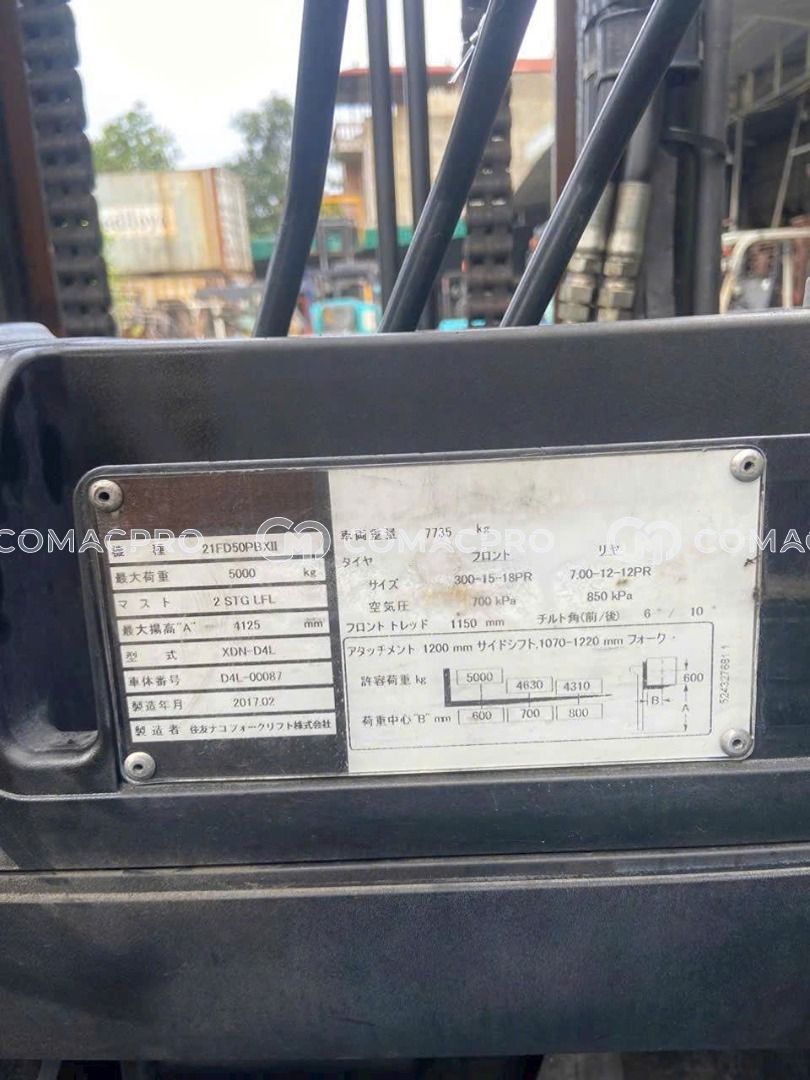 COMACPRO COMACPRO COMACPRO
機 種 21FD50PBXⅡ
最大荷重 5000 kg
マスト 2 STG LFL
最大揚高"A" 4125 mm
型 式 XDN-D4L
車体番号 D4L-00087
製造年月 2017.02
製造者 住友ナコフォークリフト株式会社
車両重量 7735 kg
タイヤ フロント リヤ
サイズ 300-15-18PR 7.00-12-12PR
空気圧 700 kPa 850 kPa
フロントトレッド 1150 mm チルト角(前/後) 6°/ 10°
アタッチメント 1200 mm サイドシフト,1070-1220 mm フォーク
許容荷重 kg 5000 4630 4310
荷重中心"B" mm 600 700 800
600
B
A
524327681.1